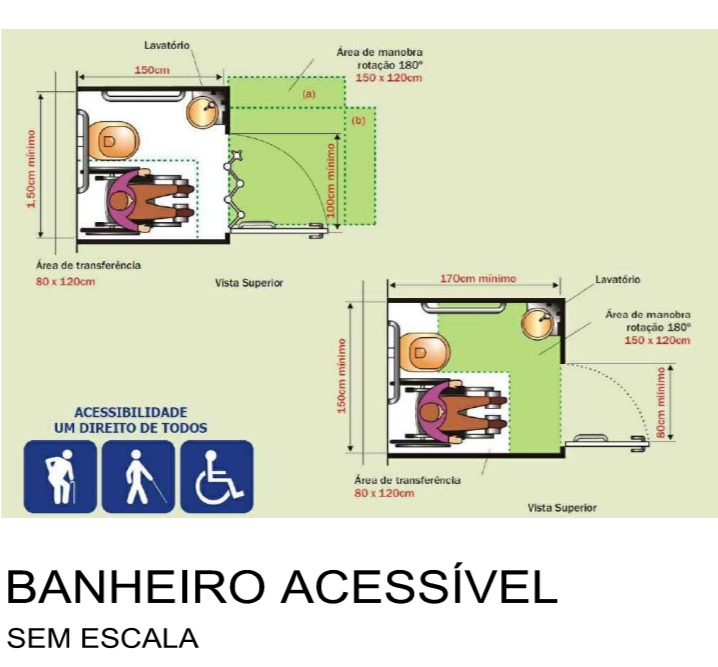 Lavatório
Área de manobra
rotação 180º
150 x 120cm
150cm
(a)
(b)
1,50cm mínimo
100cm mínimo
Área de transferência
80 x 120cm
Vista Superior
170cm mínimo
Lavatório
Área de manobra
rotação 180º
150 x 120cm
150cm mínimo
80cm mínimo
Área de transferência
80 x 120cm
Vista Superior
ACESSIBILIDADE
UM DIREITO DE TODOS
BANHEIRO ACESSÍVEL
SEM ESCALA